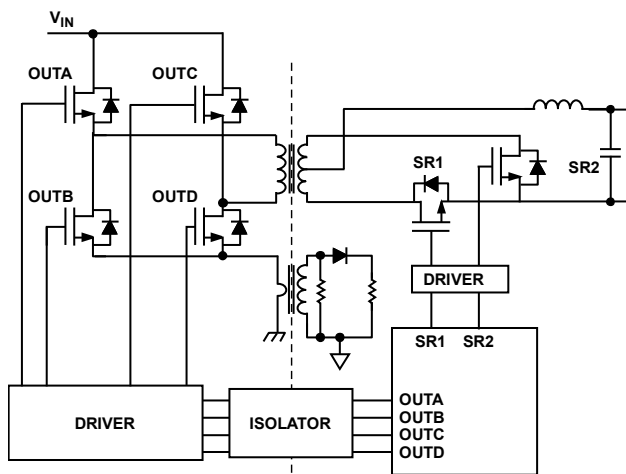 VIN
OUTA
OUTC
OUTB
OUTD
SR1
SR2
DRIVER
SR1 SR2
DRIVER
ISOLATOR
OUTA
OUTB
OUTC
OUTD